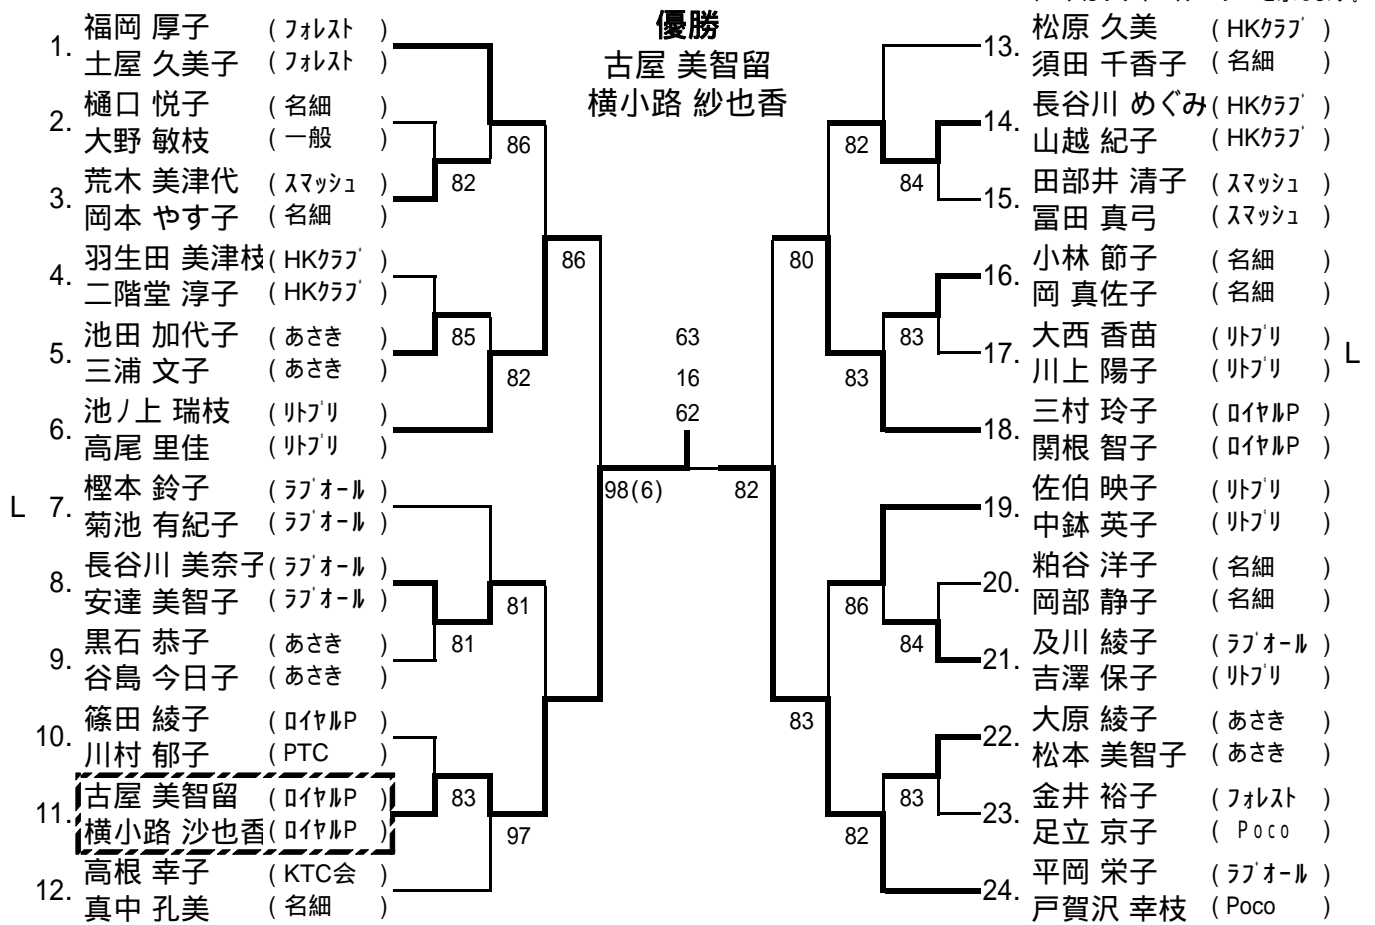 優勝
古屋 美智留
横小路 紗也香
1. 福岡 厚子 (フォレスト)
土屋 久美子 (フォレスト)
2. 樋口 悦子 (名細)
大野 敏枝 (一般)
3. 荒木 美津代 (スマッシュ)
岡本 やす子 (名細)
4. 羽生田 美津枝 (HKクラブ)
二階堂 淳子 (HKクラブ)
5. 池田 加代子 (あさき)
三浦 文子 (あさき)
6. 池ノ上 瑞枝 (リトプリ)
高尾 里佳 (リトプリ)
L 7. 樫本 鈴子 (ラブオール)
菊池 有紀子 (ラブオール)
8. 長谷川 美奈子 (ラブオール)
安達 美智子 (ラブオール)
9. 黒石 恭子 (あさき)
谷島 今日子 (あさき)
10. 篠田 綾子 (ロイヤルP)
川村 郁子 (PTC)
11. 古屋 美智留 (ロイヤルP)
横小路 沙也香 (ロイヤルP)
12. 高根 幸子 (KTC会)
真中 孔美 (名細)
86
82
86
85
82
98(6)
81
81
83
97
63
16
62
82
82
84
80
83
83
86
84
83
83
82
13. 松原 久美 (HKクラブ)
須田 千香子 (名細)
14. 長谷川 めぐみ (HKクラブ)
山越 紀子 (HKクラブ)
15. 田部井 清子 (スマッシュ)
冨田 真弓 (スマッシュ)
16. 小林 節子 (名細)
岡 真佐子 (名細)
17. 大西 香苗 (リトプリ) L
川上 陽子 (リトプリ)
18. 三村 玲子 (ロイヤルP)
関根 智子 (ロイヤルP)
19. 佐伯 映子 (リトプリ)
中鉢 英子 (リトプリ)
20. 粕谷 洋子 (名細)
岡部 静子 (名細)
21. 及川 綾子 (ラブオール)
吉澤 保子 (リトプリ)
22. 大原 綾子 (あさき)
松本 美智子 (あさき)
23. 金井 裕子 (フォレスト)
足立 京子 (Poco)
24. 平岡 栄子 (ラブオール)
戸賀沢 幸枝 (Poco)